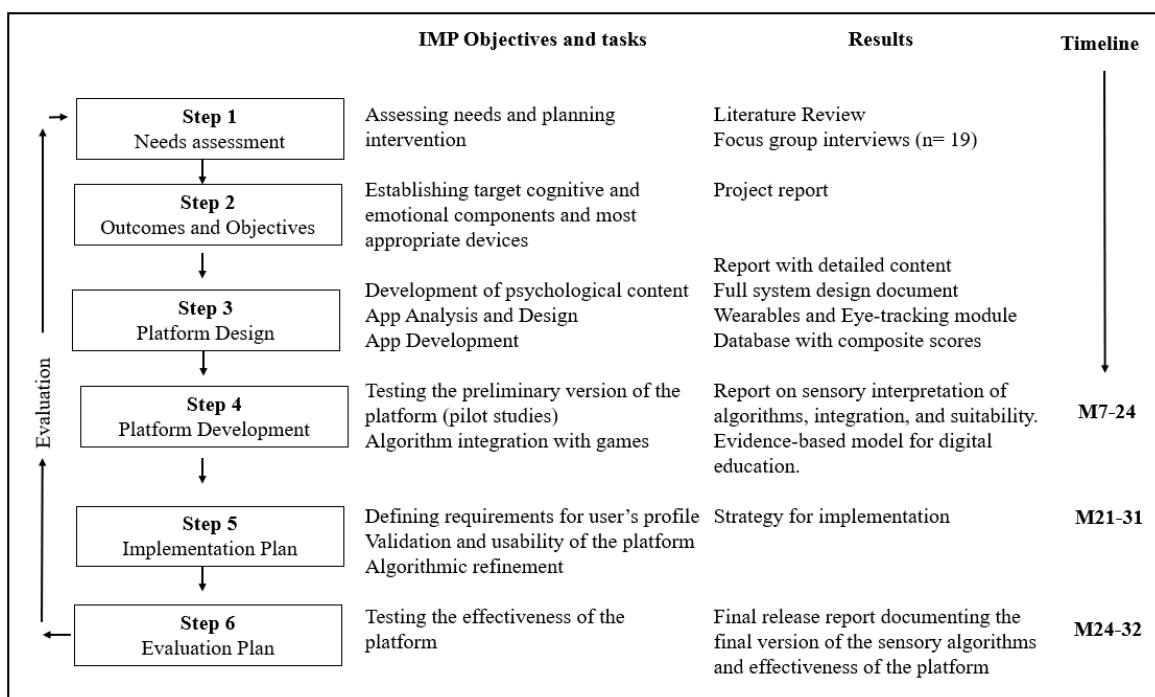 IMP Objectives and tasks
Results
Timeline
Step 1
Needs assessment
Assessing needs and planning
intervention
Literature Review
Focus group interviews (n= 19)
Step 2
Outcomes and Objectives
Establishing target cognitive and
emotional components and most
appropriate devices
Project report
Step 3
Platform Design
Development of psychological content
App Analysis and Design
App Development
Report with detailed content
Full system design document
Wearables and Eye-tracking module
Database with composite scores
Step 4
Platform Development
Testing the preliminary version of the
platform (pilot studies)
Algorithm integration with games
Report on sensory interpretation of
algorithms, integration, and suitability.
Evidence-based model for digital
education.
M7-24
Step 5
Implementation Plan
Defining requirements for user’s profile
Validation and usability of the platform
Algorithmic refinement
Strategy for implementation
M21-31
Step 6
Evaluation Plan
Testing the effectiveness of the
platform
Final release report documenting the
final version of the sensory algorithms
and effectiveness of the platform
M24-32
Evaluation